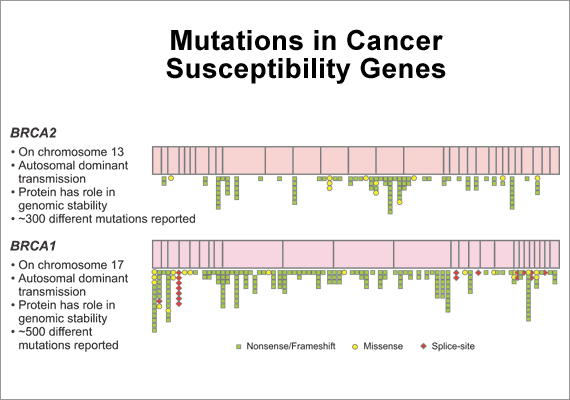 Mutations in Cancer
Susceptibility Genes
BRCA2
• On chromosome 13
• Autosomal dominant
transmission
• Protein has role in
genomic stability
• ~300 different mutations reported
BRCA1
• On chromosome 17
• Autosomal dominant
transmission
• Protein has role in
genomic stability
• ~500 different
mutations reported
Nonsense/Frameshift Missense Splice-site